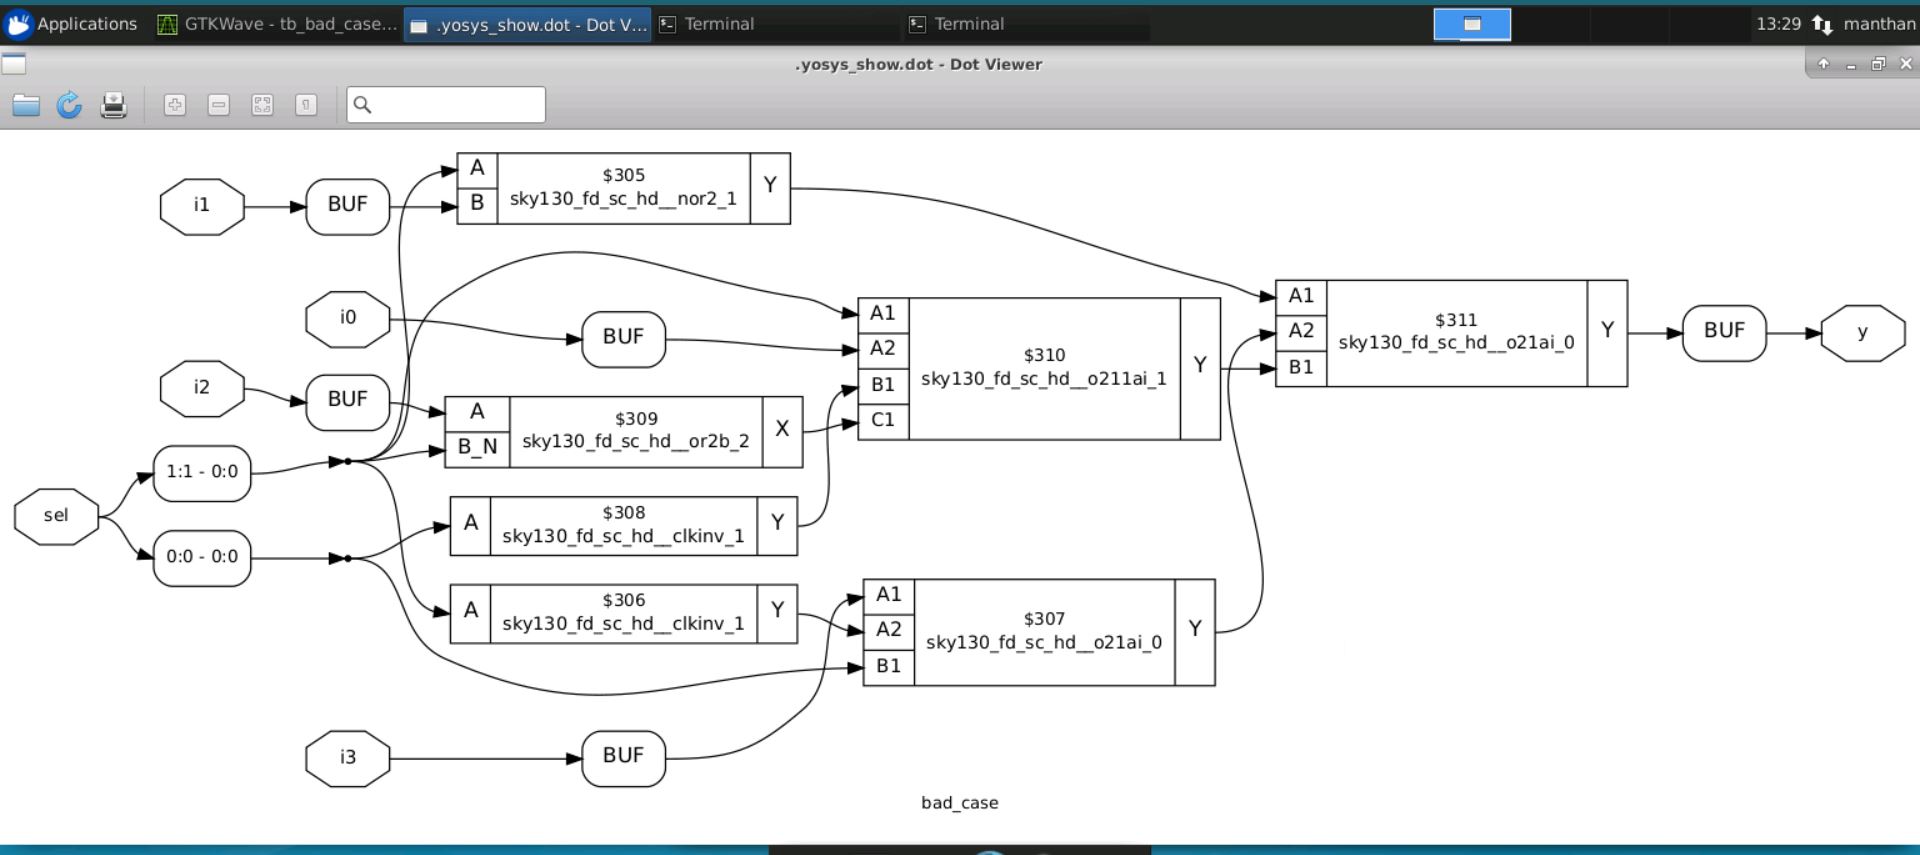 Applications
GTKWave - tb_bad_case...
.yosys_show.dot - Dot V...
Terminal
Terminal
13:29
manthan
.yosys_show.dot - Dot Viewer
i1
BUF
A
B
$305
sky130_fd_sc_hd__nor2_1
Y
i0
BUF
A1
A2
B1
C1
$310
sky130_fd_sc_hd__o211ai_1
Y
A1
A2
B1
$311
sky130_fd_sc_hd__o21ai_0
Y
BUF
y
i2
BUF
A
B_N
$309
sky130_fd_sc_hd__or2b_2
X
sel
1:1 - 0:0
0:0 - 0:0
A
$308
sky130_fd_sc_hd__clkinv_1
Y
A
$306
sky130_fd_sc_hd__clkinv_1
Y
A1
A2
B1
$307
sky130_fd_sc_hd__o21ai_0
Y
i3
BUF
bad_case